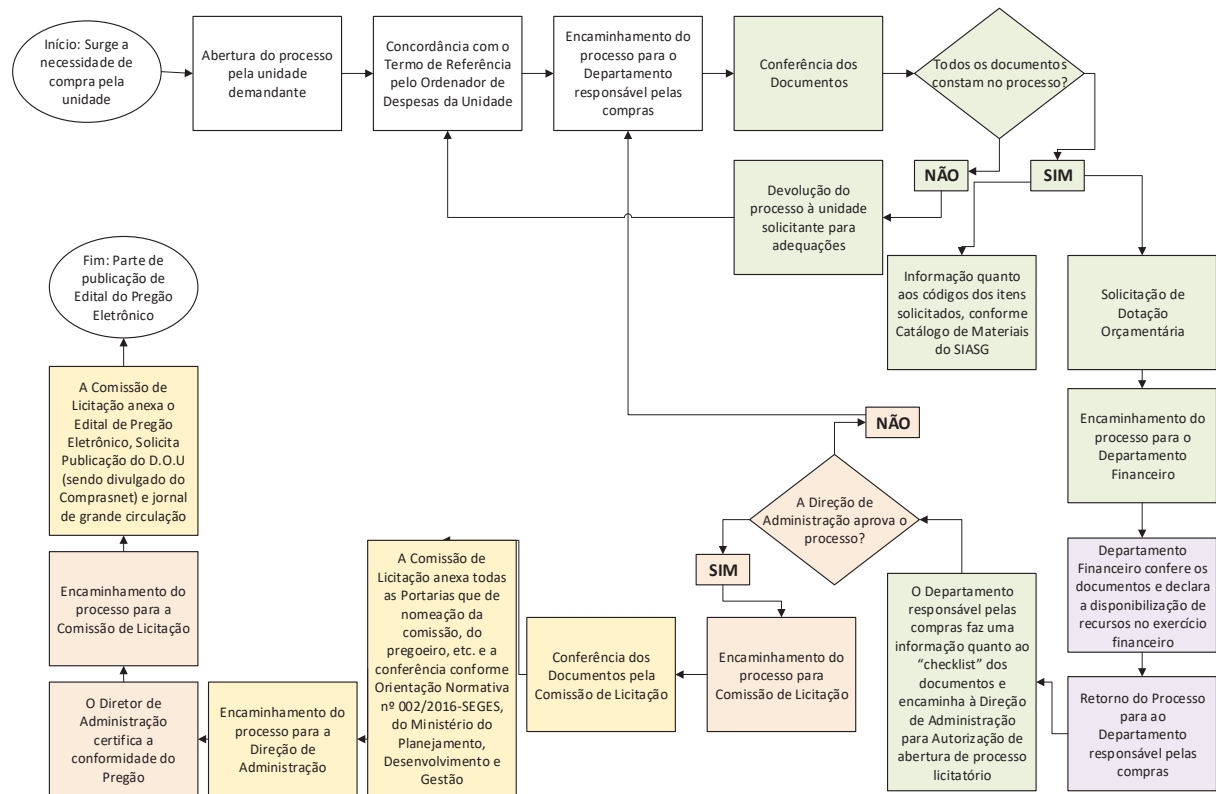 Início: Surge a
necessidade de
compra pela
unidade
Abertura do processo
pela unidade
demandante
Concordância com o
Termo de Referência
pelo Ordenador de
Despesas da Unidade
Encaminhamento do
processo para o
Departamento
responsável pelas
compras
Conferência dos
Documentos
Todos os documentos
constam no processo?
NÃO
SIM
Devolução do
processo à unidade
solicitante para
adequações
Informação quanto
aos códigos dos itens
solicitados, conforme
Catálogo de Materiais
do SIASG
Solicitação de
Dotação
Orçamentária
Encaminhamento do
processo para o
Departamento
Financeiro
Departamento
Financeiro confere os
documentos e declara
a disponibilização de
recursos no exercício
financeiro
Retorno do Processo
para ao
Departamento
responsável pelas
compras
O Departamento
responsável pelas
compras faz uma
informação quanto ao
“checklist” dos
documentos e
encaminha à Direção
de Administração
para Autorização de
abertura de processo
licitatório
A Direção de
Administração aprova o
processo?
NÃO
SIM
Encaminhamento do
processo para
Comissão de Licitação
Conferência dos
Documentos pela
Comissão de Licitação
A Comissão de
Licitação anexa todas
as Portarias que de
nomeação da
comissão, do
pregoeiro, etc. e a
conferência conforme
Orientação Normativa
nº 002/2016-SEGES,
do Ministério do
Planejamento,
Desenvolvimento e
Gestão
Encaminhamento do
processo para a
Direção de
Administração
O Diretor de
Administração
certifica a
conformidade do
Pregão
Encaminhamento do
processo para a
Comissão de Licitação
A Comissão de
Licitação anexa o
Edital de Pregão
Eletrônico, Solicita
Publicação do D.O.U
(sendo divulgado do
Comprasnet) e jornal
de grande circulação
Fim: Parte de
publicação de
Edital do Pregão
Eletrônico